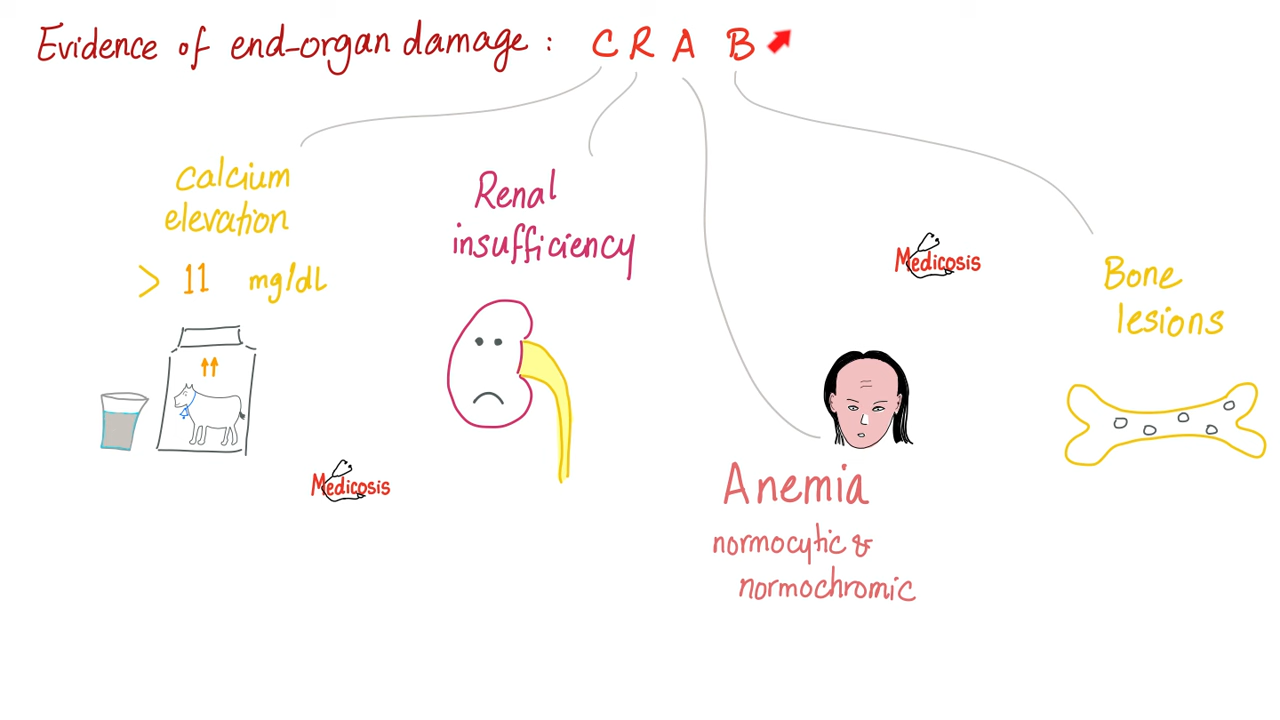 Evidence of end-organ damage : C R A B
calcium
elevation
> 11 mg/dL
Renal
insufficiency
Medicosis
Bone
lesions
Medicosis
Anemia
normocytic &
normochromic